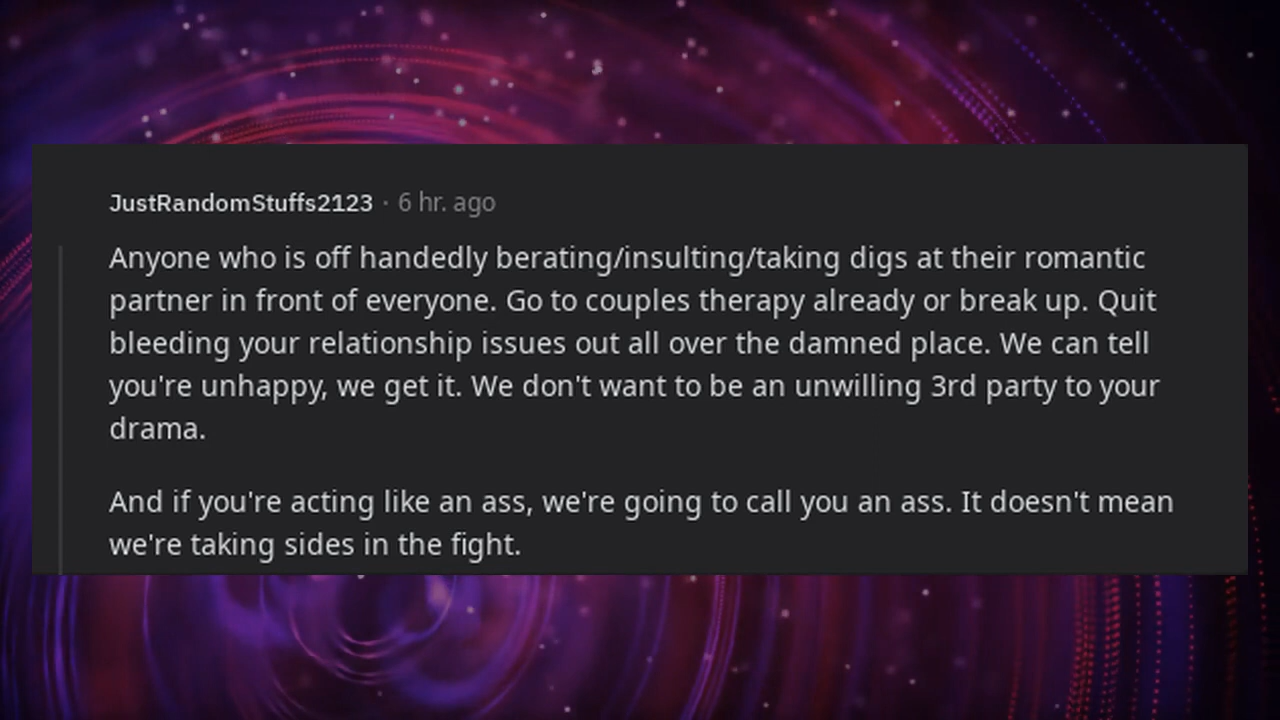 JustRandomStuffs2123 · 6 hr. ago
Anyone who is off handedly berating/insulting/taking digs at their romantic
partner in front of everyone. Go to couples therapy already or break up. Quit
bleeding your relationship issues out all over the damned place. We can tell
you're unhappy, we get it. We don't want to be an unwilling 3rd party to your
drama.
And if you're acting like an ass, we're going to call you an ass. It doesn't mean
we're taking sides in the fight.